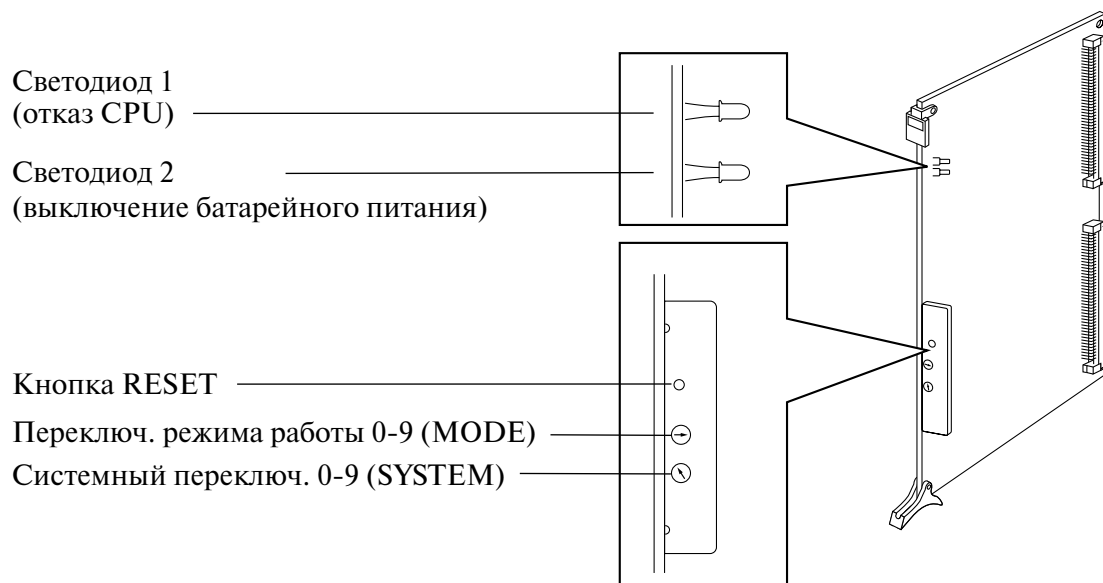 Светодиод 1
(отказ CPU)
Светодиод 2
(выключение батарейного питания)
Кнопка RESET
Переключ. режима работы 0-9 (MODE)
Системный переключ. 0-9 (SYSTEM)